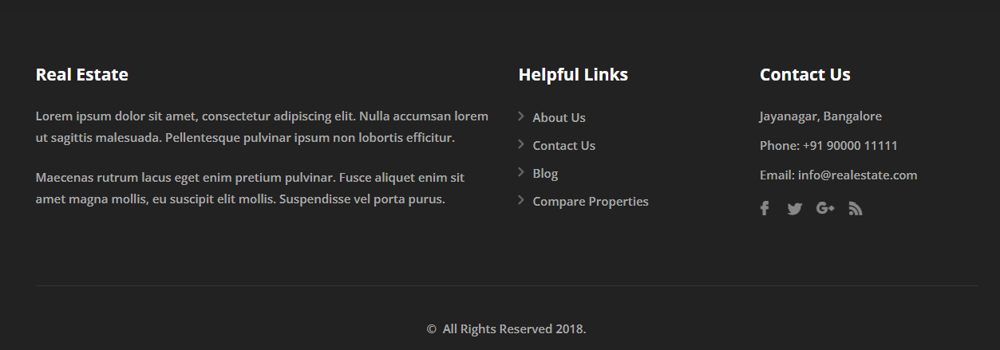 Real Estate
Lorem ipsum dolor sit amet, consectetur adipiscing elit. Nulla accumsan lorem
ut sagittis malesuada. Pellentesque pulvinar ipsum non lobortis efficitur.
Maecenas rutrum lacus eget enim pretium pulvinar. Fusce aliquet enim sit
amet magna mollis, eu suscipit elit mollis. Suspendisse vel porta purus.
Helpful Links
About Us
Contact Us
Blog
Compare Properties
Contact Us
Jayanagar, Bangalore
Phone: +91 90000 11111
Email: info@realestate.com
© All Rights Reserved 2018.